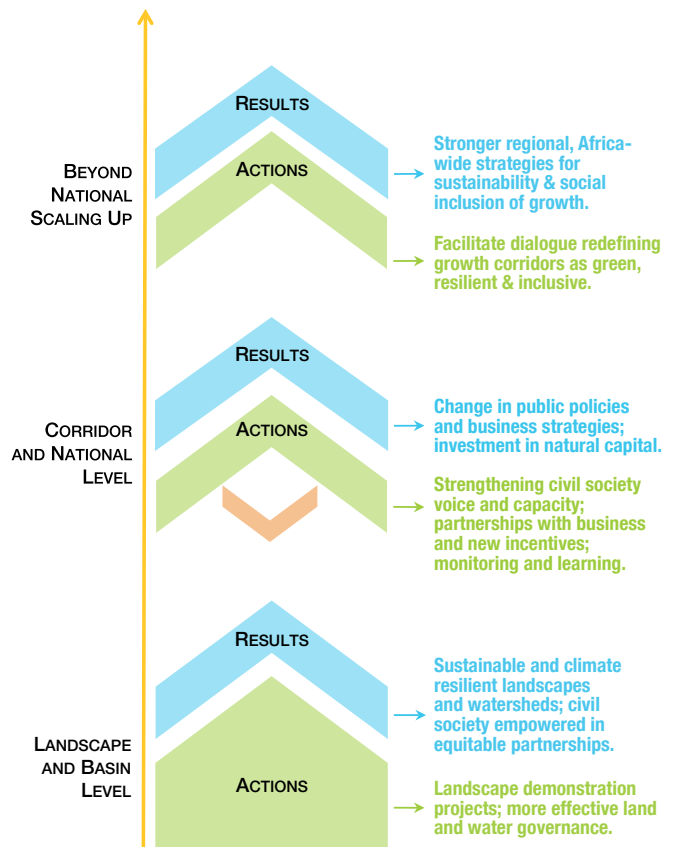 BEYOND
NATIONAL
SCALING UP
RESULTS
ACTIONS
Stronger regional, Africa-
wide strategies for
sustainability & social
inclusion of growth.
Facilitate dialogue redefining
growth corridors as green,
resilient & inclusive.
CORRIDOR
AND NATIONAL
LEVEL
RESULTS
ACTIONS
Change in public policies
and business strategies;
investment in natural capital.
Strengthening civil society
voice and capacity;
partnerships with business
and new incentives;
monitoring and learning.
LANDSCAPE
AND BASIN
LEVEL
RESULTS
ACTIONS
Sustainable and climate
resilient landscapes
and watersheds; civil
society empowered in
equitable partnerships.
Landscape demonstration
projects; more effective land
and water governance.